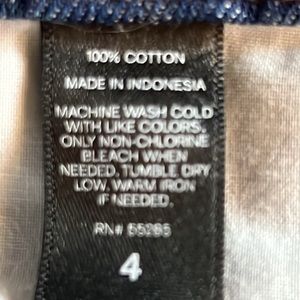 100% COTTON
MADE IN INDONESIA
MACHINE WASH COLD
WITH LIKE COLORS.
ONLY NON-CHLORINE
BLEACH WHEN
NEEDED, TUMBLE DRY
LOW, WARM IRON
IF NEEDED.
RN# 55285
4